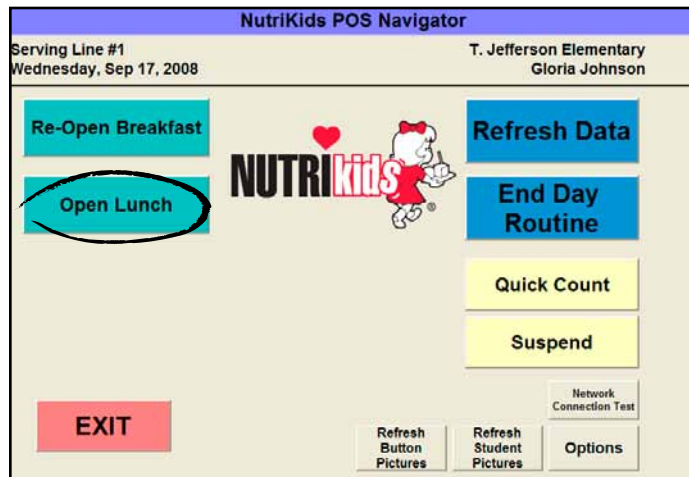 NutriKids POS Navigator
Serving Line #1
Wednesday, Sep 17, 2008
T. Jefferson Elementary
Gloria Johnson
Re-Open Breakfast
Open Lunch
NUTRIkids®
Refresh Data
End Day
Routine
Quick Count
Suspend
Network
Connection Test
EXIT
Refresh
Button
Pictures
Refresh
Student
Pictures
Options